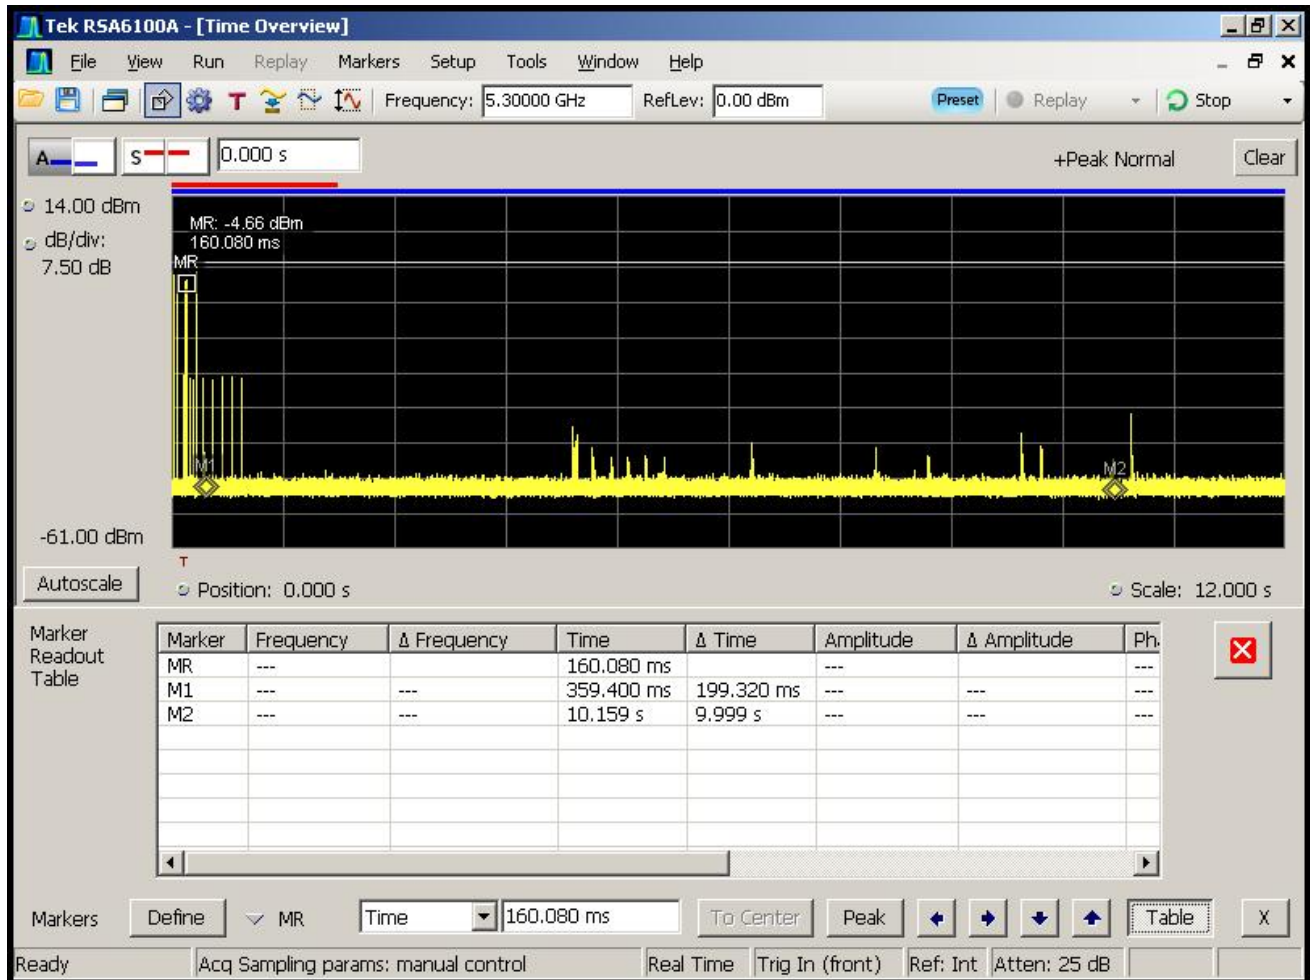 Tek RSA6100A - [Time Overview]
File View Run Replay Markers Setup Tools Window Help
T Frequency: 5.30000 GHz RefLev: 0.00 dBm Preset Replay Stop
A S 0.000 s +Peak Normal Clear
14.00 dBm
dB/div:
7.50 dB
MR: -4.66 dBm
160.080 ms
MR
M1
M2
-61.00 dBm
T
Autoscale Position: 0.000 s Scale: 12.000 s
Marker
Readout
Table
Marker Frequency Δ Frequency Time Δ Time Amplitude Δ Amplitude
MR --- 160.080 ms --- ---
M1 --- --- 359.400 ms 199.320 ms --- --- ---
M2 --- --- 10.159 s 9.999 s --- --- ---
Markers Define MR Time 160.080 ms To Center Peak Table X
Ready Acq Sampling params: manual control Real Time Trig In (front) Ref: Int Atten: 25 dB